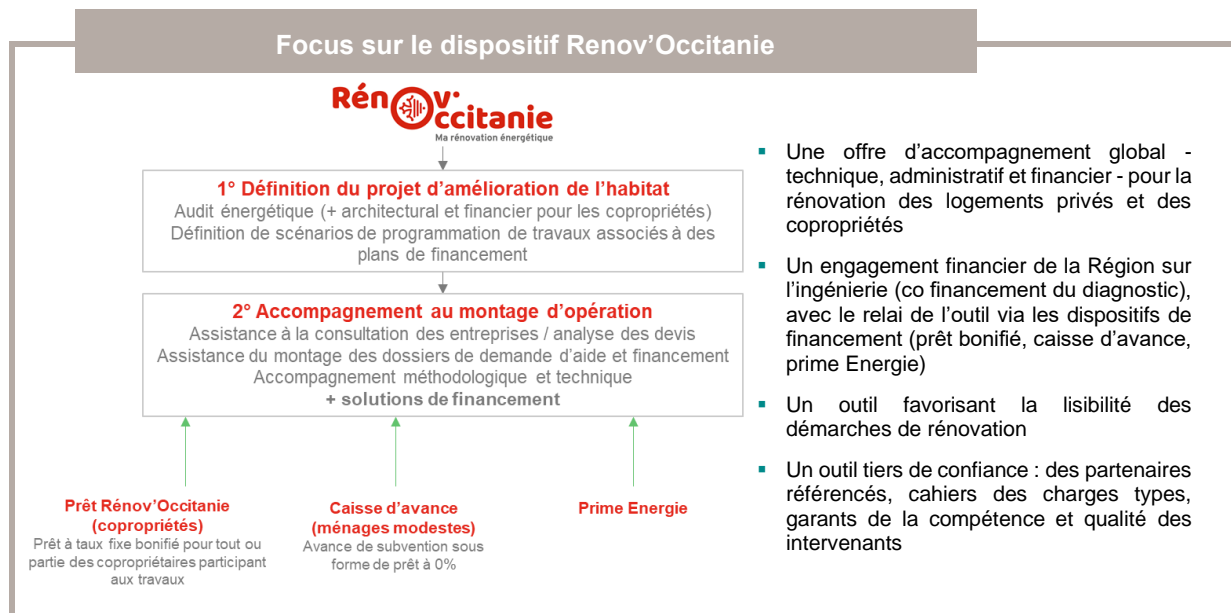 Focus sur le dispositif Renov’Occitanie
Rénov'Occitanie
Ma rénovation énergétique
1° Définition du projet d’amélioration de l’habitat
Audit énergétique (+ architectural et financier pour les copropriétés)
Définition de scénarios de programmation de travaux associés à des
plans de financement
2° Accompagnement au montage d’opération
Assistance à la consultation des entreprises / analyse des devis
Assistance du montage des dossiers de demande d’aide et financement
Accompagnement méthodologique et technique
+ solutions de financement
Prêt Rénov’Occitanie
(copropriétés)
Prêt à taux fixe bonifié pour tout ou
partie des copropriétaires participant
aux travaux
Caisse d’avance
(ménages modestes)
Avance de subvention sous
forme de prêt à 0%
Prime Energie
▪ Une offre d’accompagnement global -
technique, administratif et financier - pour la
rénovation des logements privés et des
copropriétés
▪ Un engagement financier de la Région sur
l’ingénierie (co financement du diagnostic),
avec le relai de l’outil via les dispositifs de
financement (prêt bonifié, caisse d’avance,
prime Energie)
▪ Un outil favorisant la lisibilité des
démarches de rénovation
▪ Un outil tiers de confiance : des partenaires
référencés, cahiers des charges types,
garants de la compétence et qualité des
intervenants